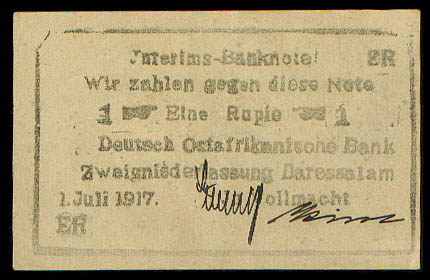 Interims-Banknote! ER
Wir zahlen gegen diese Note
1 Eine Rupie 1
Deutsch Ostafrikanische Bank
Zweigniederlassung Daressalam
1. Juli 1917. Vollmacht
ER